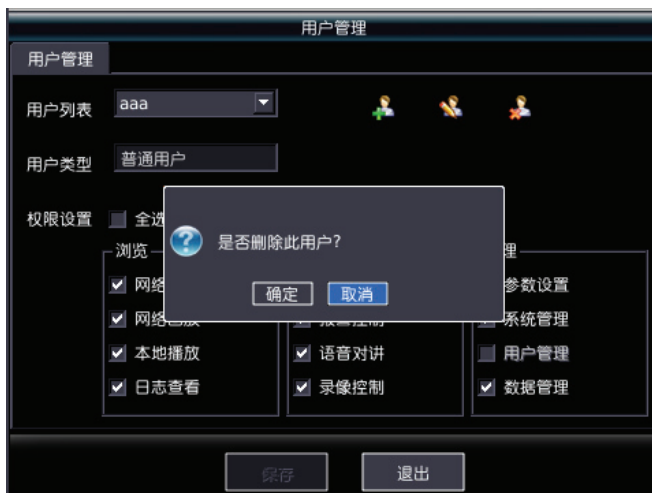 用户管理
用户管理
用户列表 aaa
用户类型 普通用户
权限设置 全选
浏览
是否删除此用户?
确定 取消
网络
参数设置
网络
系统管理
本地播放 语音对讲 用户管理
日志查看 录像控制 数据管理
保存 退出